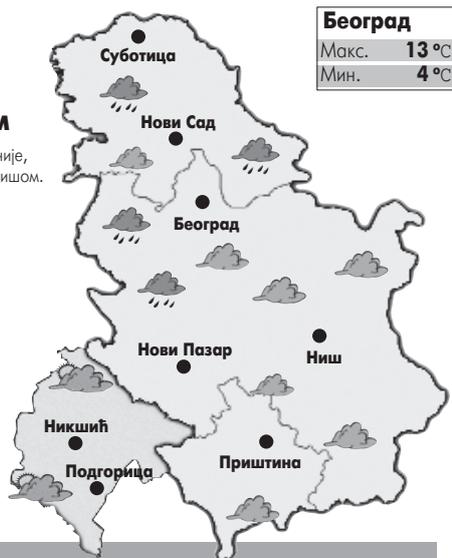 Београд
Макс. 13 °C
Мин. 4 °C
Суботица
Нови Сад
Београд
Нови Пазар
Ниш
Никшић
Подгорица
Приштина